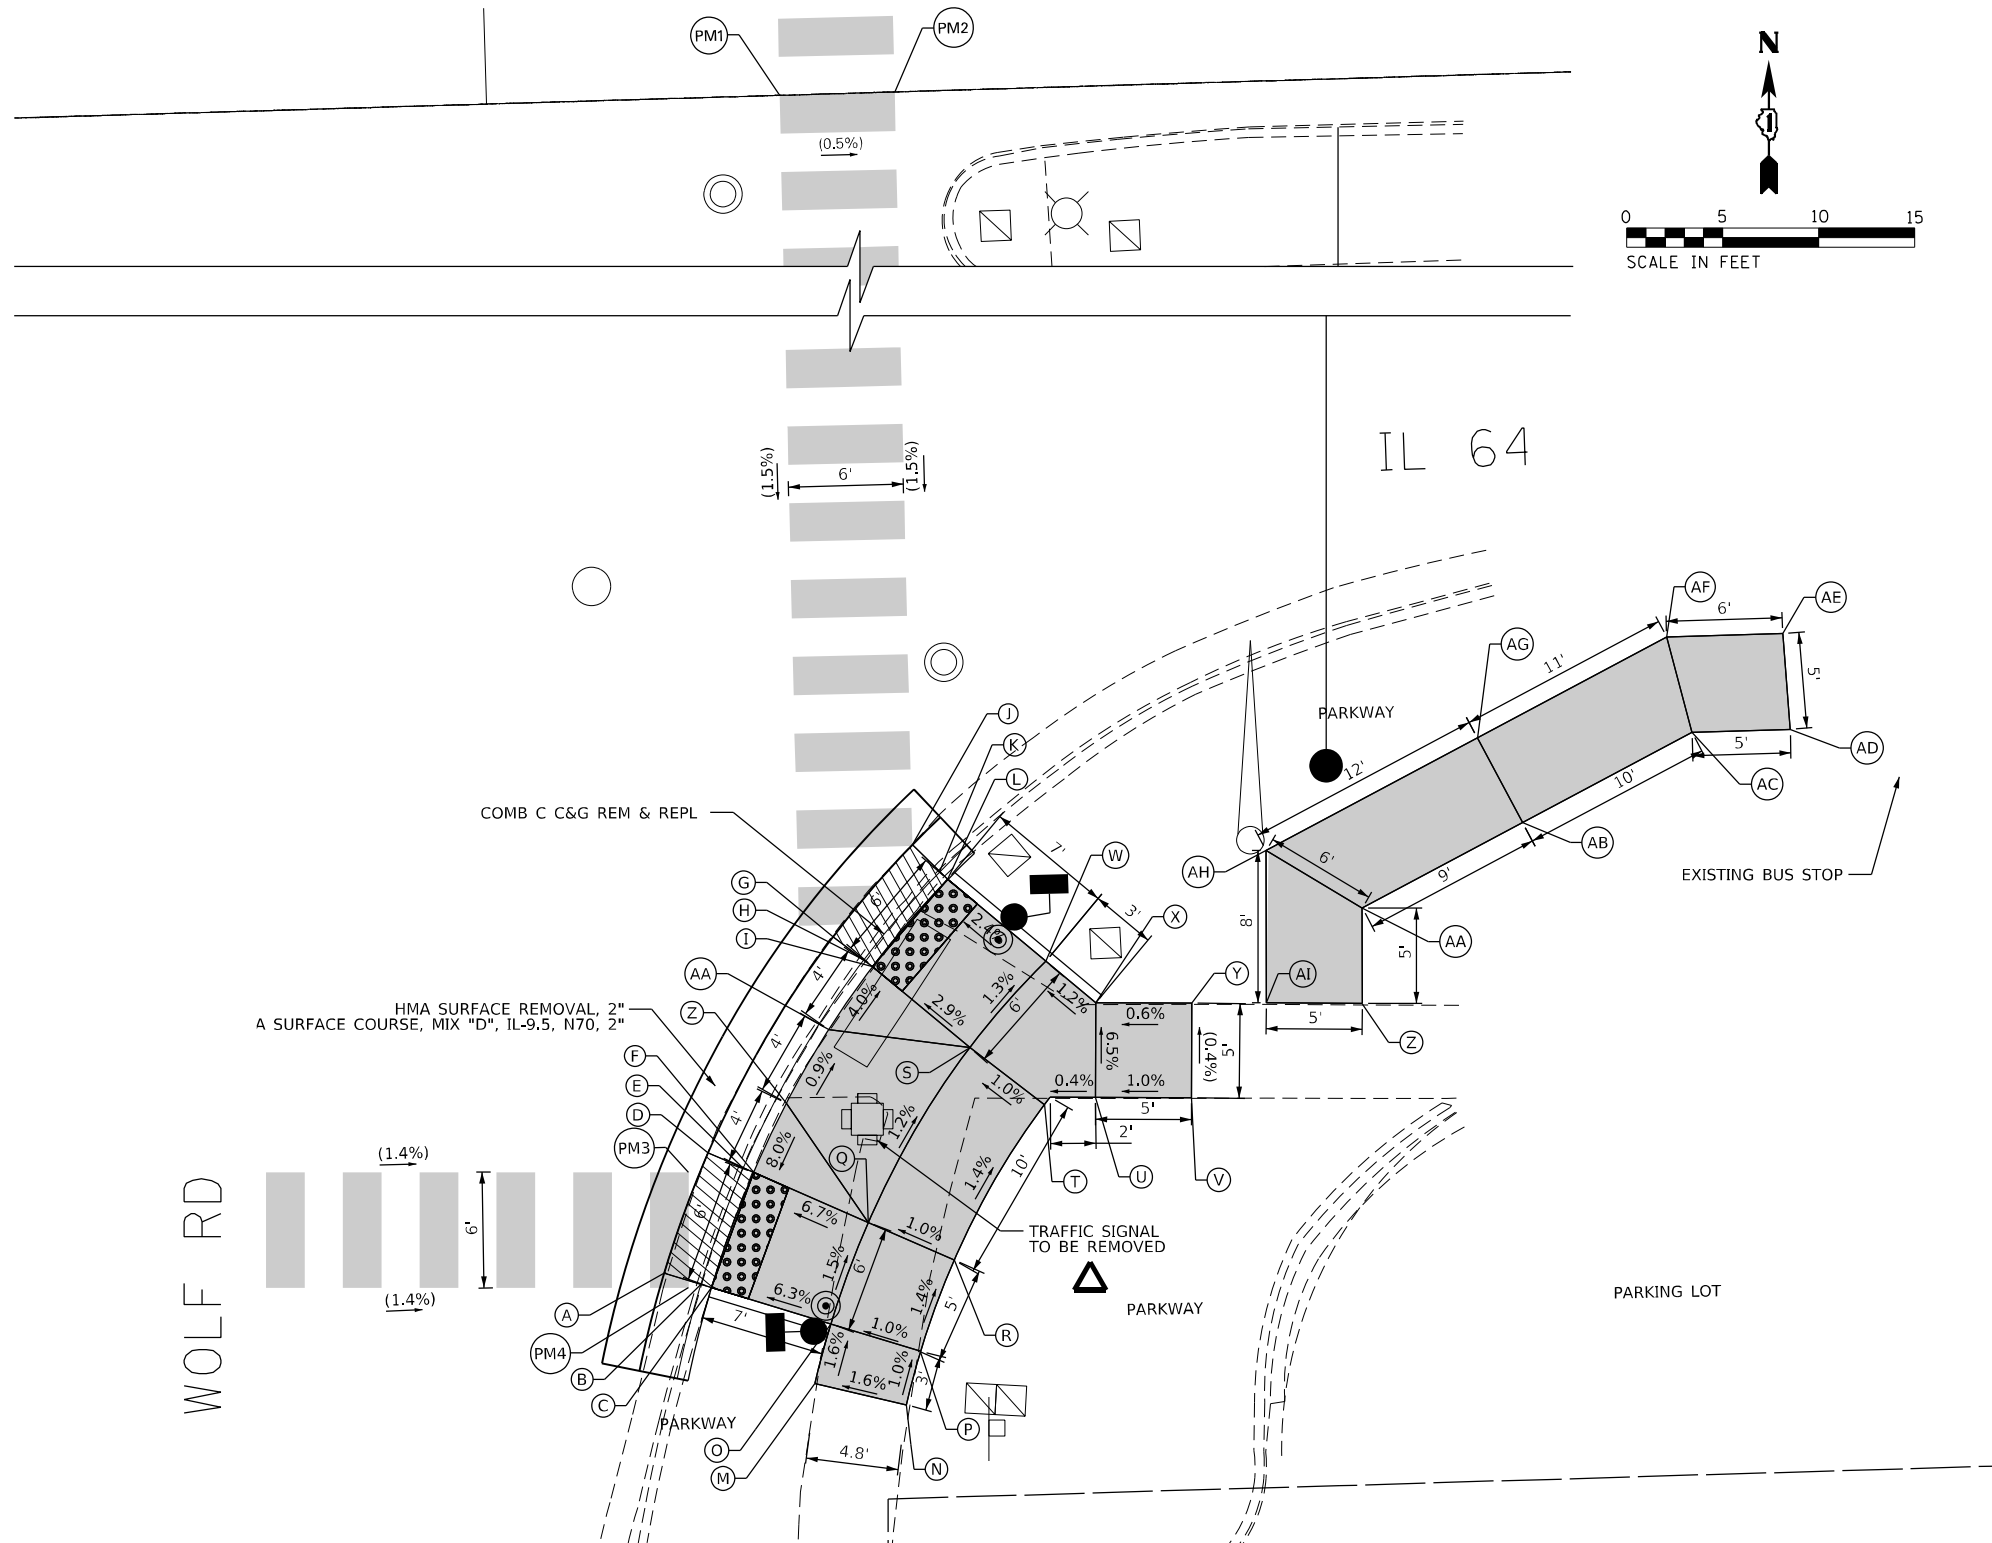 PM1
PM2
N
1
(0.5%)
0 5 10 15
SCALE IN FEET
IL 64
(1.5%)
6'
(1.5%)
AF
AE
6'
AG
11'
5'
PARKWAY
J
K
AD
5'
12'
10'
AC
L
COMB C C&G REM & REPL
7'
W
AB
AH
6'
9'
EXISTING BUS STOP
G
6'
3'
X
H
2.4%
8'
I
AA
5'
AA
4'
4.0%
1.3%
1.2%
Y
AI
HMA SURFACE REMOVAL, 2"
A SURFACE COURSE, MIX "D", IL-9.5, N70, 2"
Z
2.9%
6'
0.6%
5'
Z
4'
6.5%
(0.4%)
5'
F
0.9%
S
E
1.0%
0.4%
1.0%
D
4'
1.2%
5'
2'
PM3
8.0%
Q
10'
(1.4%)
1.4%
T
U
V
6'
6'
6.7%
1.0%
TRAFFIC SIGNAL
TO BE REMOVED
WOLF RD
1.5%
6'
6.3%
1.4%
5'
PARKING LOT
(1.4%)
A
7'
PARKWAY
1.0%
R
PM4
1.6%
1.0%
B
1.6%
3'
C
PARKWAY
P
O
4.8'
N
M